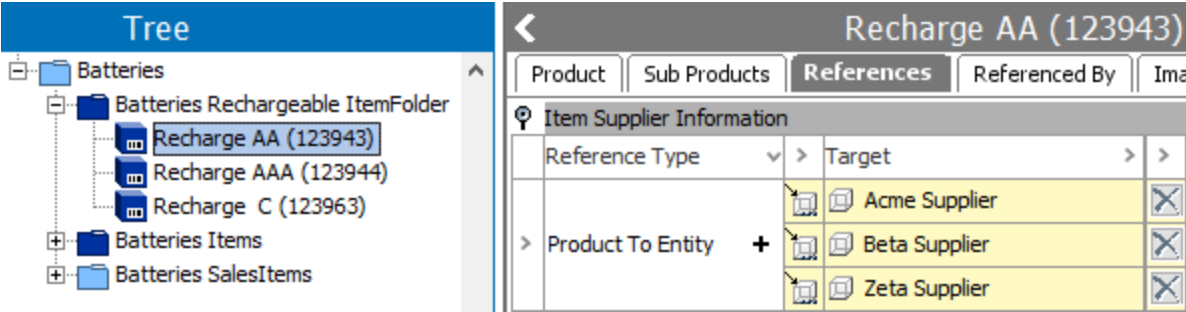 Tree
Batteries
Batteries Rechargeable ItemFolder
Recharge AA (123943)
Recharge AAA (123944)
Recharge C (123963)
Batteries Items
Batteries SalesItems
Recharge AA (123943)
Product Sub Products References Referenced By Ima
Item Supplier Information
Reference Type > Target > >
Acme Supplier
> Product To Entity + Beta Supplier
Zeta Supplier